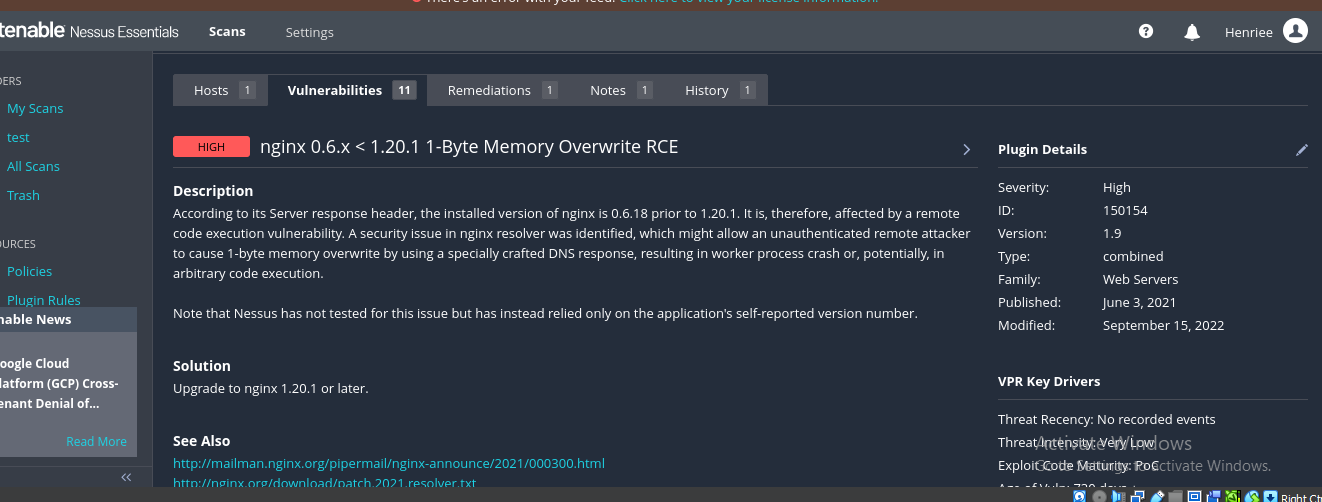 There's an error with your feed. Click here to view your license information.
tenable Nessus Essentials
Scans
Settings
Henriee
DERS
My Scans
test
All Scans
Trash
OURCES
Policies
Plugin Rules
nable News
oogle Cloud
latform (GCP) Cross-
enant Denial of...
Read More
Hosts 1
Vulnerabilities 11
Remediations 1
Notes 1
History 1
HIGH
nginx 0.6.x < 1.20.1 1-Byte Memory Overwrite RCE
Description
According to its Server response header, the installed version of nginx is 0.6.18 prior to 1.20.1. It is, therefore, affected by a remote
code execution vulnerability. A security issue in nginx resolver was identified, which might allow an unauthenticated remote attacker
to cause 1-byte memory overwrite by using a specially crafted DNS response, resulting in worker process crash or, potentially, in
arbitrary code execution.
Note that Nessus has not tested for this issue but has instead relied only on the application's self-reported version number.
Solution
Upgrade to nginx 1.20.1 or later.
See Also
http://mailman.nginx.org/pipermail/nginx-announce/2021/000300.html
http://nginx.org/download/patch.2021.resolver.txt
Plugin Details
Severity: High
ID: 150154
Version: 1.9
Type: combined
Family: Web Servers
Published: June 3, 2021
Modified: September 15, 2022
VPR Key Drivers
Threat Recency: No recorded events
Threat Intensity: Very Low
Exploit Code Maturity: PoC
Age of Vuln: 730 days +
Activate Windows
Go to Settings to activate Windows.
Right Ct